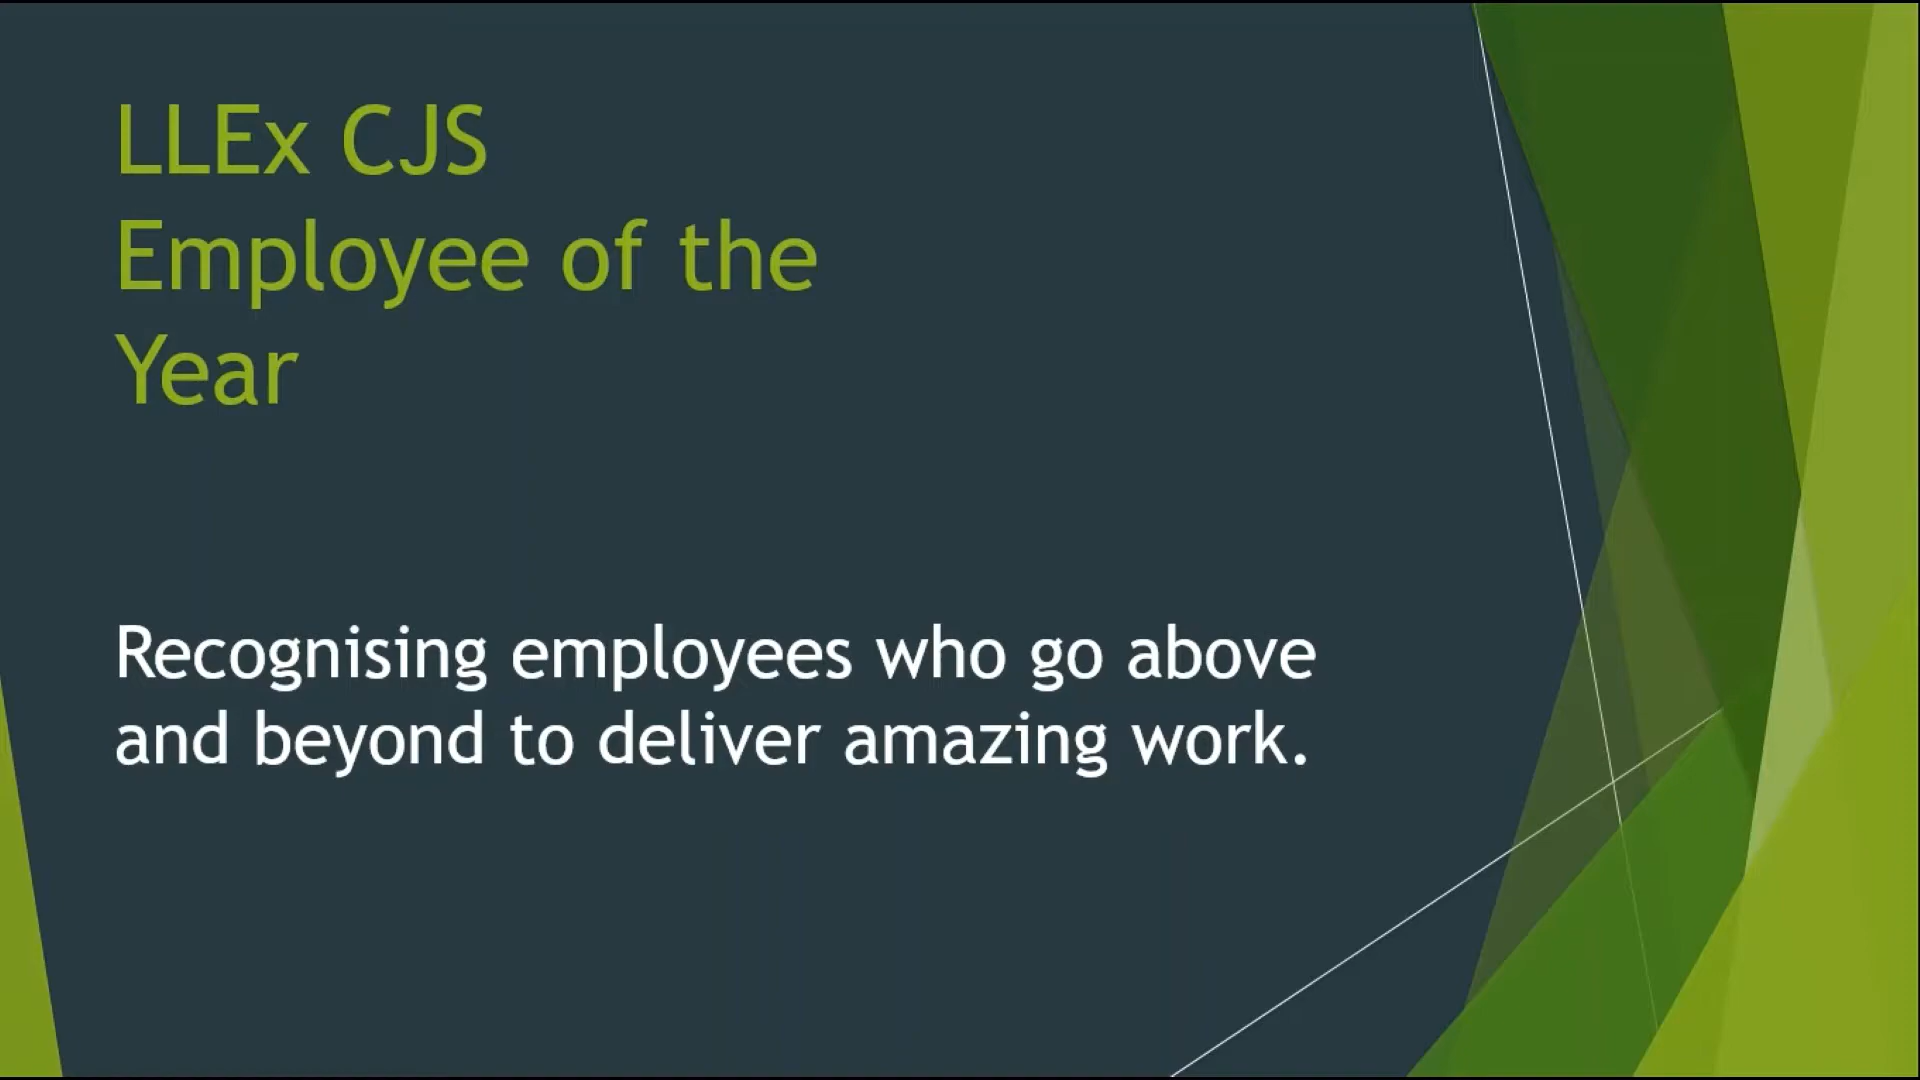 LLEx CJS
Employee of the
Year
Recognising employees who go above
and beyond to deliver amazing work.